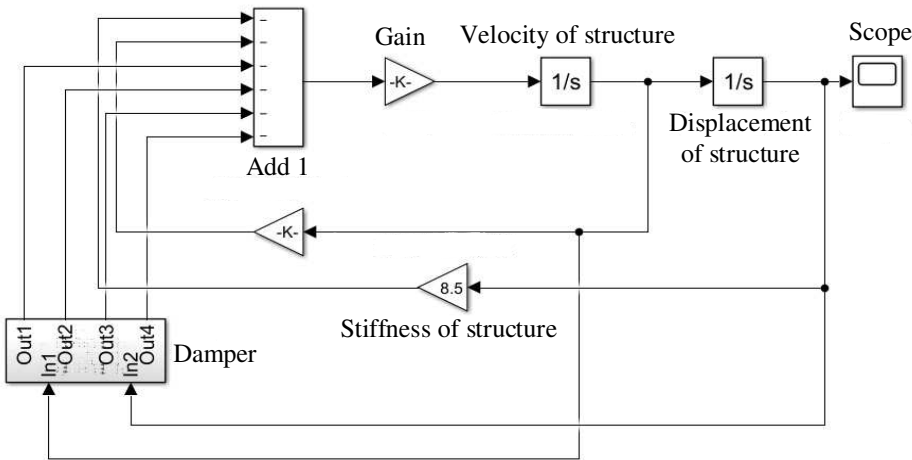 Scope
Gain
Velocity of structure
-K-
1/s
1/s
Displacement
of structure
Add 1
-K-
8.5
Stiffness of structure
Out1
In1
Out2
Out3
In2
Out4
Damper